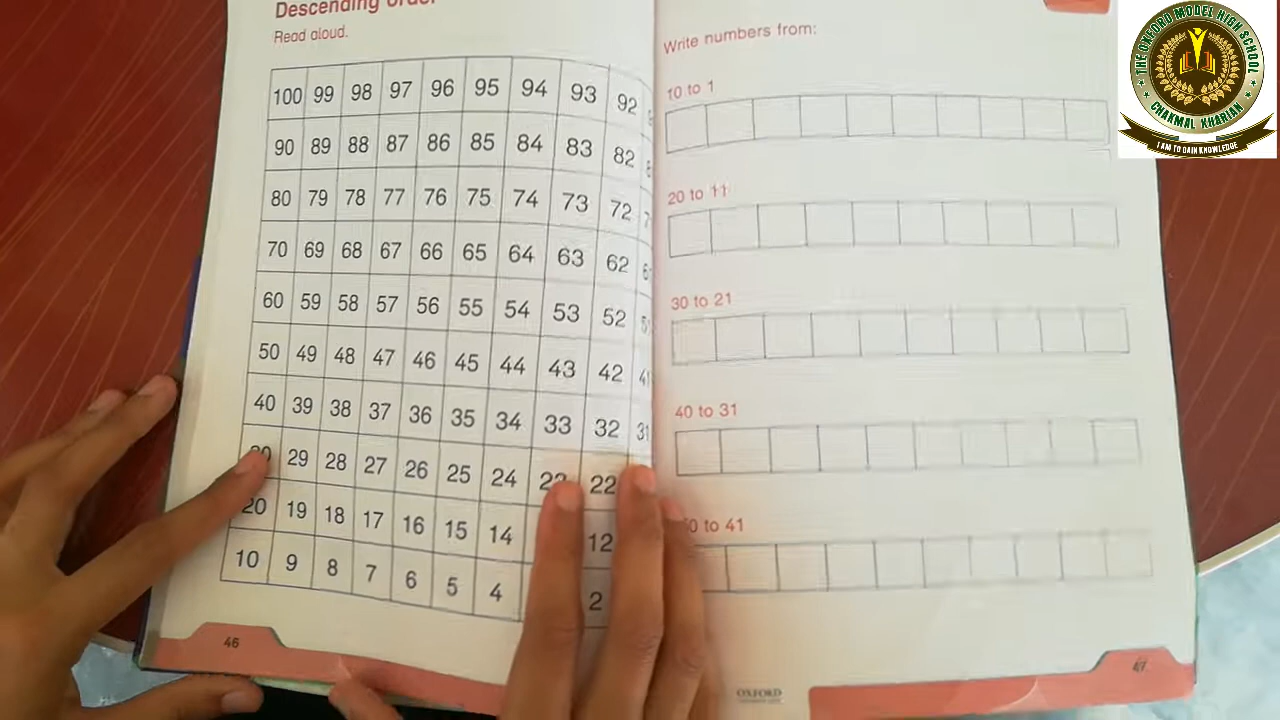 Descending order
Read aloud.
100 99 98 97 96 95 94 93 92
90 89 88 87 86 85 84 83 82
80 79 78 77 76 75 74 73 72
70 69 68 67 66 65 64 63 62
60 59 58 57 56 55 54 53 52
50 49 48 47 46 45 44 43 42
40 39 38 37 36 35 34 33 32 31
29 28 27 26 25 24 22
20 19 18 17 16 15 14 12
10 9 8 7 6 5 4 2
46
Write numbers from:
10 to 1
20 to 11
30 to 21
40 to 31
to 41
47
OXFORD
THE OXFORD MODEL HIGH SCHOOL
CHAKMAL KHARIAN
I AM TO GAIN KNOWLEDGE